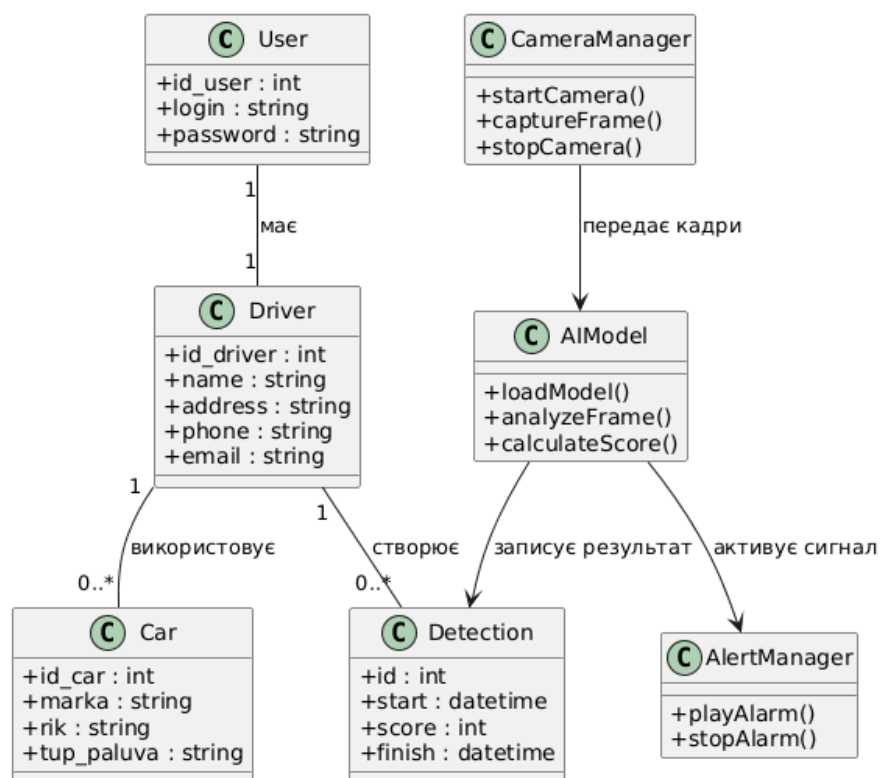 C User
+id_user : int
+login : string
+password : string
C CameraManager
+startCamera()
+captureFrame()
+stopCamera()
1
має
1
передає кадри
C Driver
+id_driver : int
+name : string
+address : string
+phone : string
+email : string
C AIModel
+loadModel()
+analyzeFrame()
+calculateScore()
1
використовує
0..*
1
створює
0..*
записує результат
активує сигнал
C Car
+id_car : int
+marka : string
+rik : string
+tup_paluva : string
C Detection
+id : int
+start : datetime
+score : int
+finish : datetime
C AlertManager
+playAlarm()
+stopAlarm()